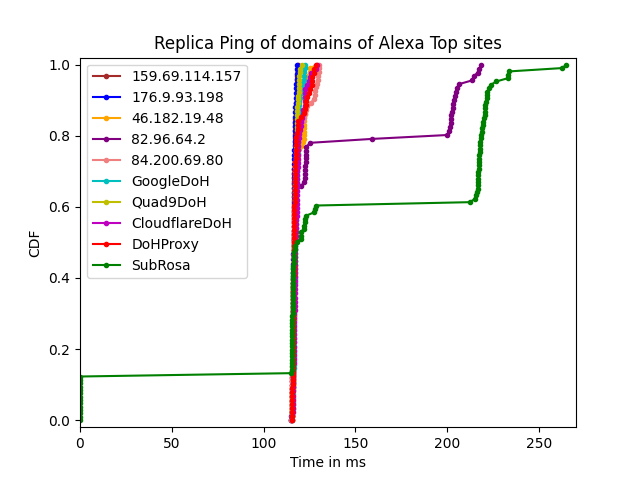 Replica Ping of domains of Alexa Top sites
CDF
1.0
0.8
0.6
0.4
0.2
0.0
159.69.114.157
176.9.93.198
46.182.19.48
82.96.64.2
84.200.69.80
GoogleDoH
Quad9DoH
CloudflareDoH
DoHProxy
SubRosa
0 50 100 150 200 250
Time in ms